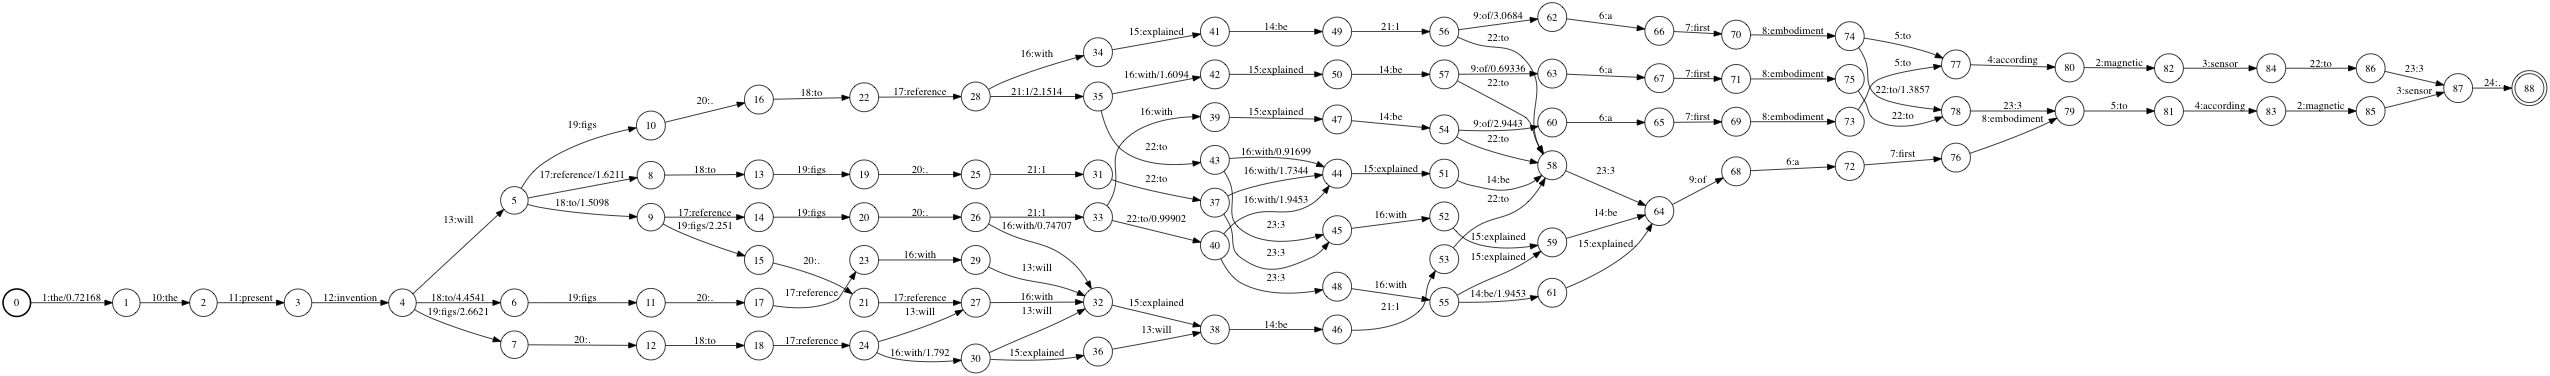 9:of/3.0684
62
6:a
66
7:first
70
8:embodiment
74
5:to
77
4:according
80
2:magnetic
82
3:sensor
84
22:to
86
23:3
87
24:.
88
16:with
34
15:explained
41
14:be
49
21:1
56
22:to
19:figs
10
20:.
16
18:to
22
17:reference
28
21:1/2.1514
35
16:with/1.6094
42
15:explained
50
14:be
57
9:of/0.69336
63
6:a
67
7:first
71
8:embodiment
75
5:to
22:to/1.3857
22:to
78
23:3
79
5:to
81
4:according
83
2:magnetic
85
3:sensor
22:to
16:with
39
15:explained
47
14:be
54
9:of/2.9443
60
6:a
65
7:first
69
8:embodiment
73
22:to
13:will
5
17:reference/1.6211
8
18:to
13
19:figs
19
20:.
25
21:1
31
22:to
22:to
43
16:with/0.91699
16:with/1.7344
44
15:explained
51
14:be
58
23:3
9:of
68
6:a
72
7:first
76
8:embodiment
18:to/1.5098
9
17:reference
14
19:figs
20
20:.
26
21:1
33
22:to/0.99902
37
16:with/1.9453
23:3
45
16:with
52
22:to
64
14:be
19:figs/2.251
15
20:.
16:with/0.74707
40
23:3
23:3
15:explained
59
15:explained
15:explained
53
23
16:with
29
13:will
48
16:with
55
14:be/1.9453
61
0
1:the/0.72168
1
10:the
2
11:present
3
12:invention
4
18:to/4.4541
6
19:figs
11
20:.
17
17:reference
21
17:reference
27
16:with
32
15:explained
21:1
19:figs/2.6621
7
20:.
12
18:to
18
17:reference
24
13:will
13:will
16:with/1.792
30
15:explained
36
13:will
38
14:be
46